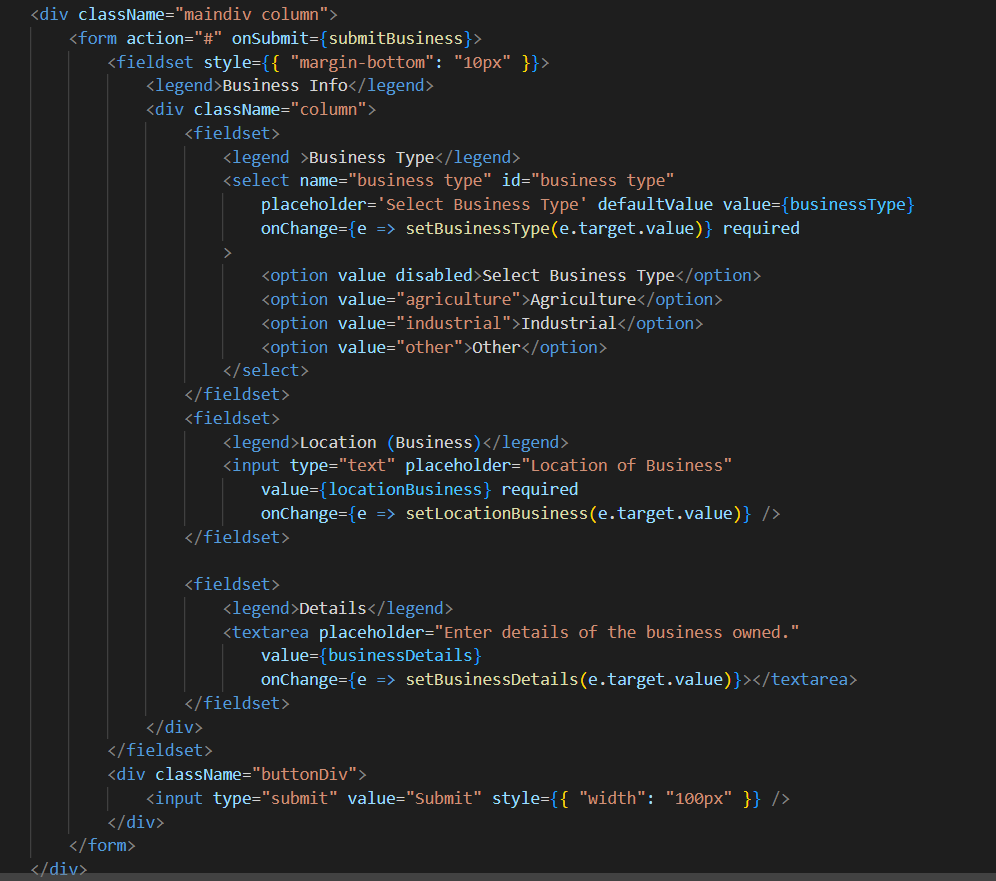 <div className="maindiv column">
    <form action="#" onSubmit={submitBusiness}>
        <fieldset style={{ "margin-bottom": "10px" }}>
            <legend>Business Info</legend>
            <div className="column">
                <fieldset>
                    <legend >Business Type</legend>
                    <select name="business type" id="business type"
                        placeholder='Select Business Type' defaultValue value={businessType}
                        onChange={e => setBusinessType(e.target.value)} required
                    >
                        <option value disabled>Select Business Type</option>
                        <option value="agriculture">Agriculture</option>
                        <option value="industrial">Industrial</option>
                        <option value="other">Other</option>
                    </select>
                </fieldset>
                <fieldset>
                    <legend>Location (Business)</legend>
                    <input type="text" placeholder="Location of Business"
                        value={locationBusiness} required
                        onChange={e => setLocationBusiness(e.target.value)} />
                </fieldset>

                <fieldset>
                    <legend>Details</legend>
                    <textarea placeholder="Enter details of the business owned."
                        value={businessDetails}
                        onChange={e => setBusinessDetails(e.target.value)}></textarea>
                </fieldset>
            </div>
        </fieldset>
        <div className="buttonDiv">
            <input type="submit" value="Submit" style={{ "width": "100px" }} />
        </div>
    </form>
</div>